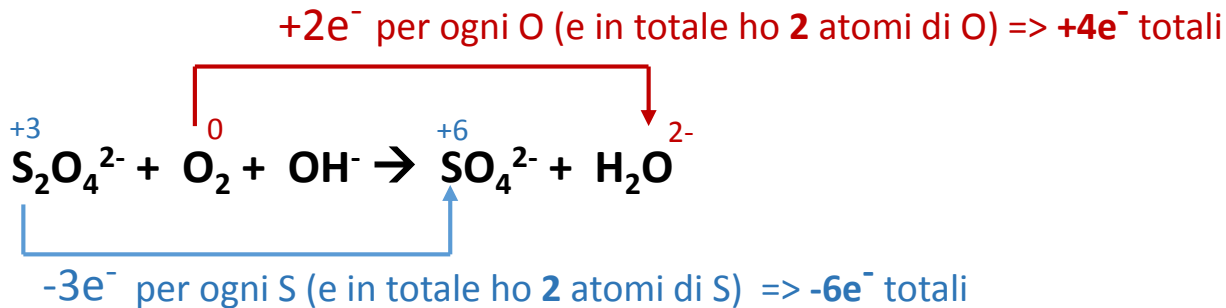 +2e⁻ per ogni O (e in totale ho 2 atomi di O) => +4e⁻ totali
+3 0 +6 2-
S₂O₄²⁻ + O₂ + OH⁻ → SO₄²⁻ + H₂O
-3e⁻ per ogni S (e in totale ho 2 atomi di S) => -6e⁻ totali